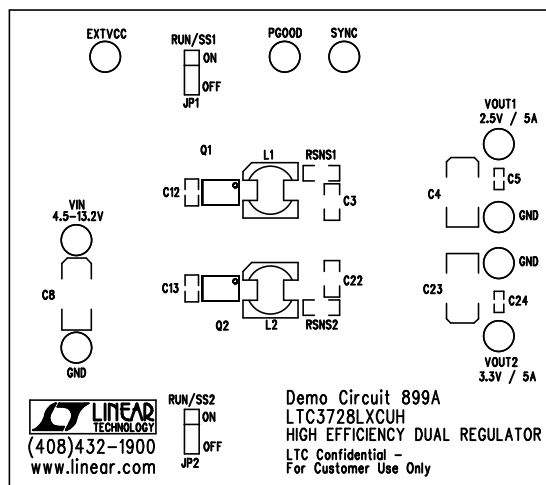 EXTVCC
RUN/SS1
ON
OFF
JP1
PGOOD
SYNC
VOUT1
2.5V / 5A
Q1
L1
RSNS1
C12
C3
C4
C5
GND
VIN
4.5-13.2V
C8
GND
C13
Q2
L2
C22
RSNS2
GND
C23
C24
VOUT2
3.3V / 5A
LT LINEAR
TECHNOLOGY
(408)432-1900
www.linear.com
RUN/SS2
ON
OFF
JP2
Demo Circuit 899A
LTC3728LXCUH
HIGH EFFICIENCY DUAL REGULATOR
LTC Confidential -
For Customer Use Only